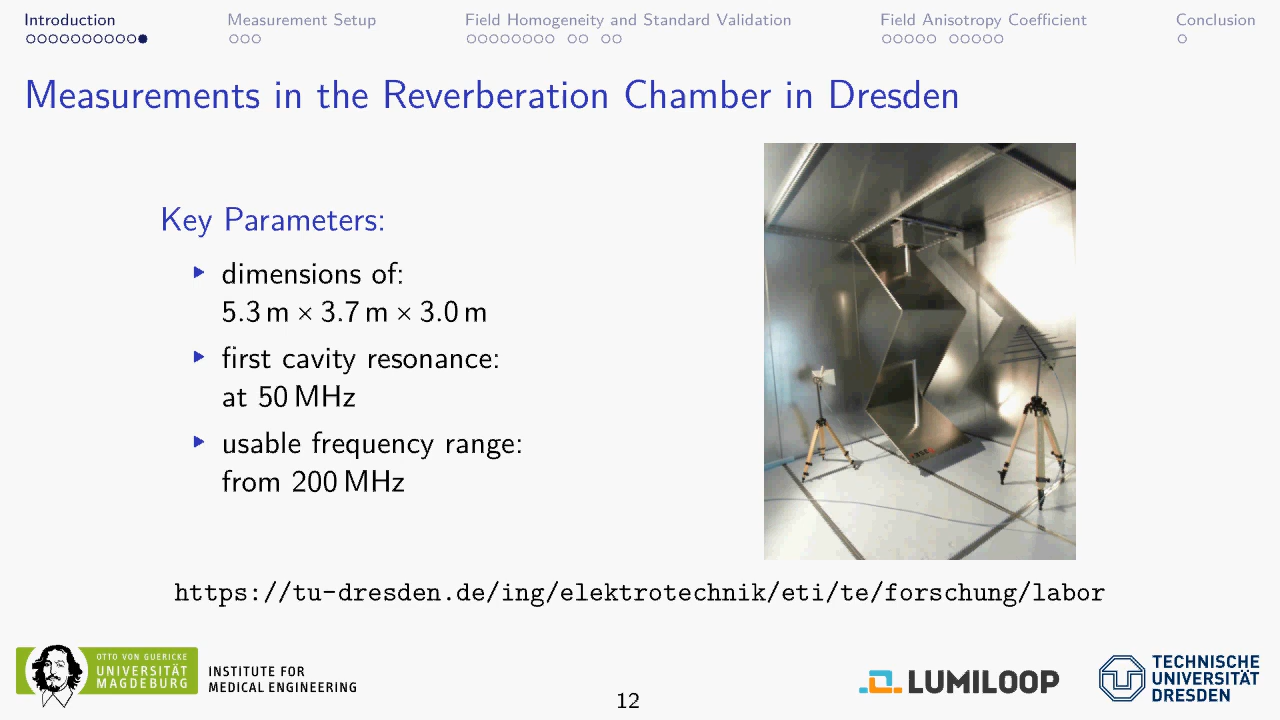 Introduction
Measurement Setup
Field Homogeneity and Standard Validation
Field Anisotropy Coefficient
Conclusion
Measurements in the Reverberation Chamber in Dresden
Key Parameters:
dimensions of:
5.3 m × 3.7 m × 3.0 m
first cavity resonance:
at 50 MHz
usable frequency range:
from 200 MHz
https://tu-dresden.de/ing/elektrotechnik/eti/te/forschung/labor
OTTO VON GUERICKE
UNIVERSITÄT
MAGDEBURG
INSTITUTE FOR
MEDICAL ENGINEERING
12
LUMILOOP
TECHNISCHE
UNIVERSITÄT
DRESDEN